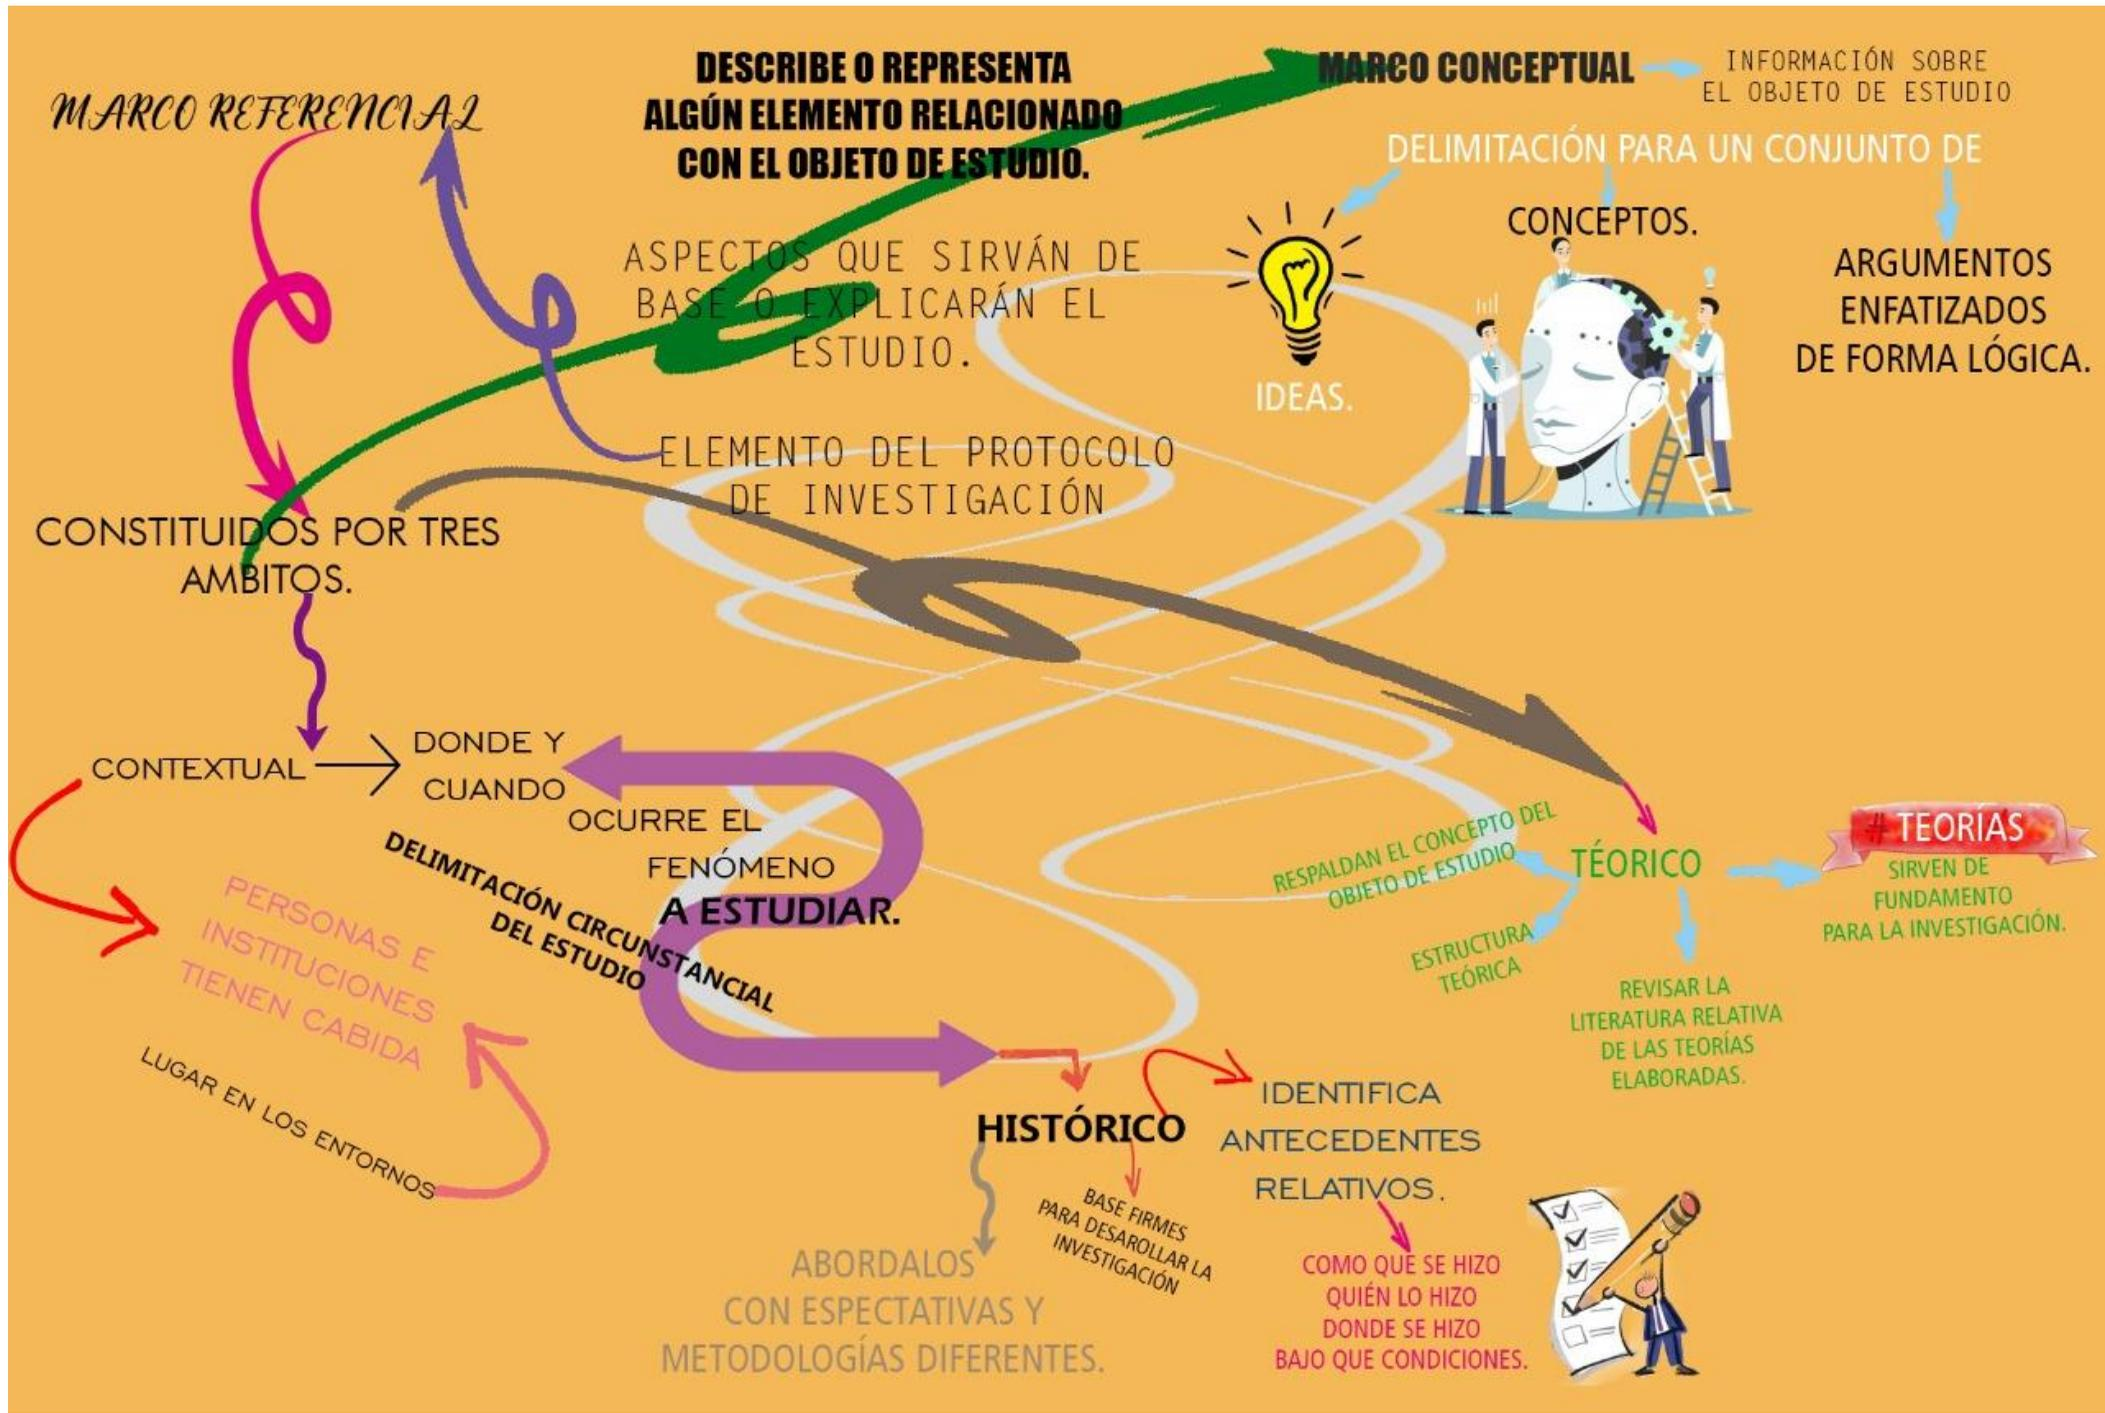 MARCO REFERENCIAL
DESCRIBE O REPRESENTA
ALGÚN ELEMENTO RELACIONADO
CON EL OBJETO DE ESTUDIO.
ASPECTOS QUE SIRVÁN DE
BASE O EXPLICARÁN EL
ESTUDIO.
ELEMENTO DEL PROTOCOLO
DE INVESTIGACIÓN
MARCO CONCEPTUAL
INFORMACIÓN SOBRE
EL OBJETO DE ESTUDIO
DELIMITACIÓN PARA UN CONJUNTO DE
IDEAS.
CONCEPTOS.
ARGUMENTOS
ENFATIZADOS
DE FORMA LÓGICA.
CONSTITUIDOS POR TRES
AMBITOS.
CONTEXTUAL
DONDE Y
CUANDO
OCURRE EL
FENÓMENO
A ESTUDIAR.
DELIMITACIÓN CIRCUNSTANCIAL
DEL ESTUDIO
PERSONAS E
INSTITUCIONES
TIENEN CABIDA
LUGAR EN LOS ENTORNOS
TÉORICO
RESPALDAN EL CONCEPTO DEL
OBJETO DE ESTUDIO
ESTRUCTURA
TEÓRICA
REVISAR LA
LITERATURA RELATIVA
DE LAS TEORÍAS
ELABORADAS.
# TEORÍAS
SIRVEN DE
FUNDAMENTO
PARA LA INVESTIGACIÓN.
HISTÓRICO
ABORDALOS
CON ESPECTATIVAS Y
METODOLOGÍAS DIFERENTES.
BASE FIRMES
PARA DESAROLLAR LA
INVESTIGACIÓN
IDENTIFICA
ANTECEDENTES
RELATIVOS.
COMO QUE SE HIZO
QUIÉN LO HIZO
DONDE SE HIZO
BAJO QUE CONDICIONES.